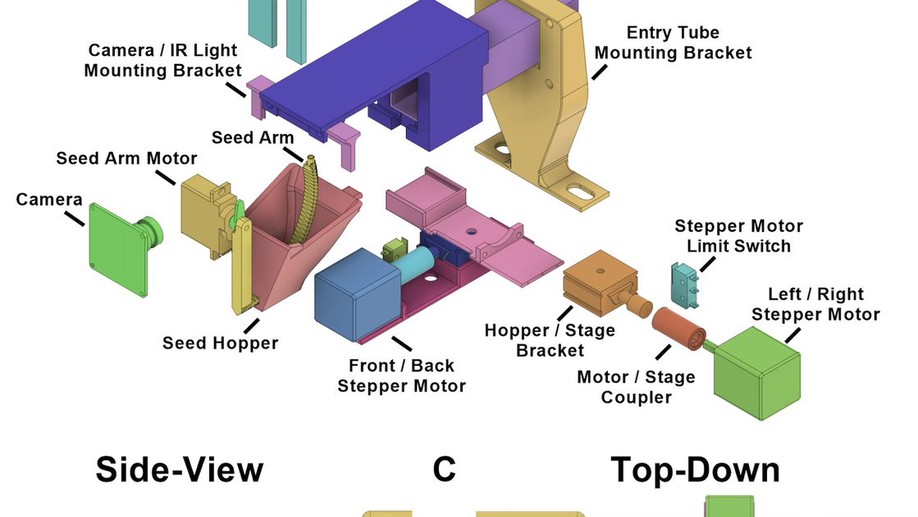 Camera / IR Light
Mounting Bracket
Entry Tube
Mounting Bracket
Seed Arm
Seed Arm Motor
Camera
Stepper Motor
Limit Switch
Left / Right
Stepper Motor
Seed Hopper
Hopper / Stage
Bracket
Front / Back
Stepper Motor
Motor / Stage
Coupler
Side-View
C
Top-Down